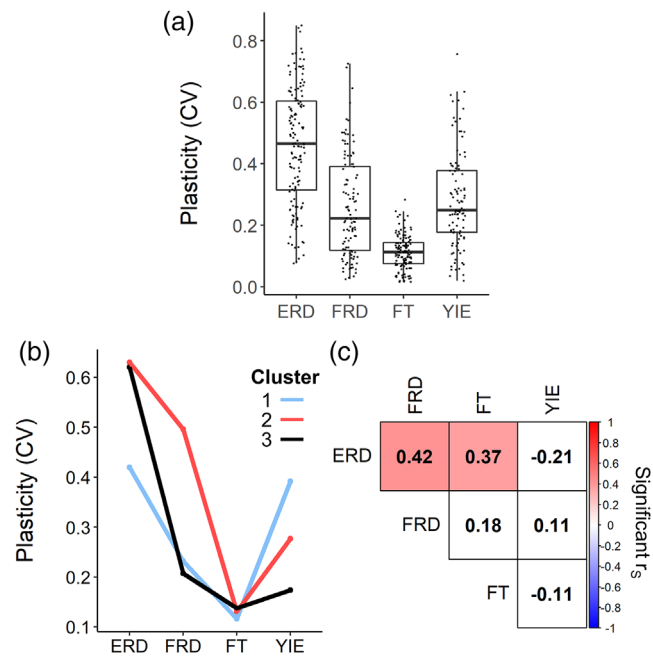 (a)
Plasticity (CV)
0.8
0.6
0.4
0.2
0.0
ERD FRD FT YIE
(b)
Plasticity (CV)
0.6
0.5
0.4
0.3
0.2
0.1
ERD FRD FT YIE
Cluster
1
2
3
(c)
FRD FT YIE
ERD 0.42 0.37 -0.21
FRD 0.18 0.11
FT -0.11
1
0.8
0.6
0.4
0.2
0
-0.2
-0.4
-0.6
-0.8
-1
Significant rS